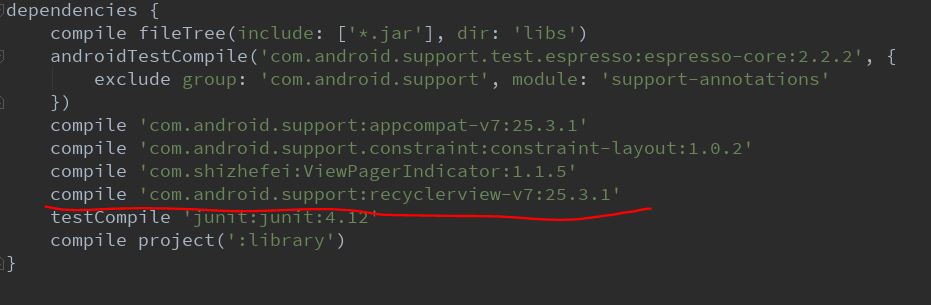 dependencies {
compile fileTree(include: ['*.jar'], dir: 'libs')
androidTestCompile('com.android.support.test.espresso:espresso-core:2.2.2', {
exclude group: 'com.android.support', module: 'support-annotations'
})
compile 'com.android.support:appcompat-v7:25.3.1'
compile 'com.android.support.constraint:constraint-layout:1.0.2'
compile 'com.shizhefei:ViewPagerIndicator:1.1.5'
compile 'com.android.support:recyclerview-v7:25.3.1'
testCompile 'junit:junit:4.12'
compile project(':library')
}